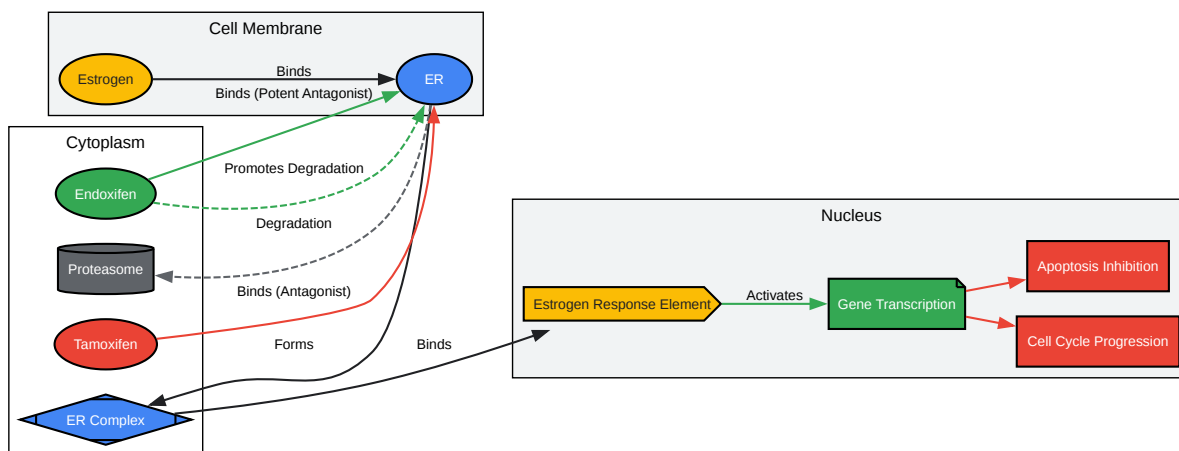 Cell Membrane
Estrogen
Binds
ER
Binds (Potent Antagonist)
Cytoplasm
Endoxifen
Promotes Degradation
Degradation
Proteasome
Binds (Antagonist)
Tamoxifen
Forms
Binds
ER Complex
Nucleus
Estrogen Response Element
Activates
Gene Transcription
Apoptosis Inhibition
Cell Cycle Progression